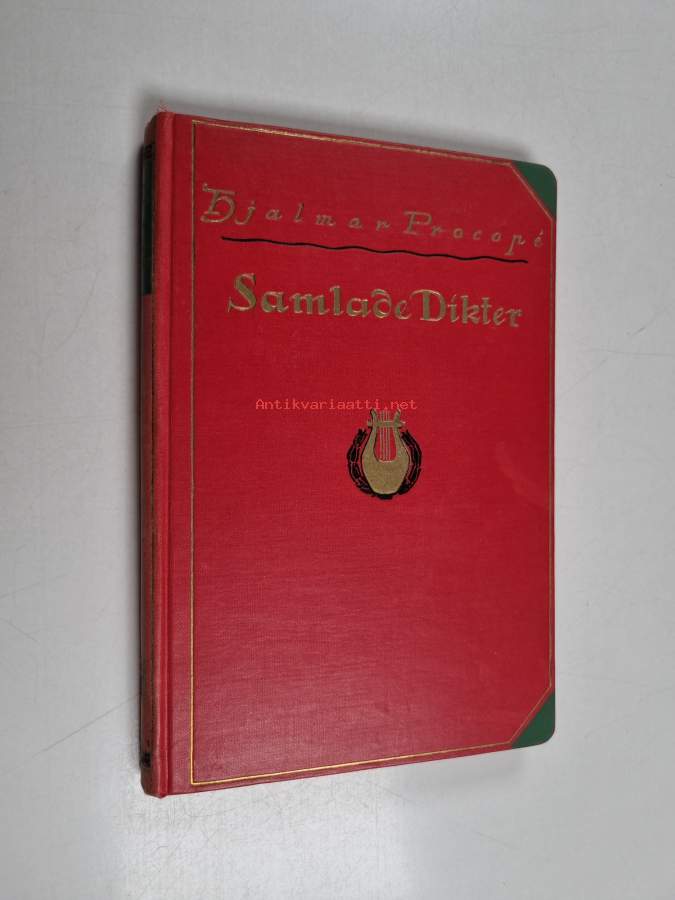 Hjalmar Procopé
Samlade Dikter
Antikvariaatti.net